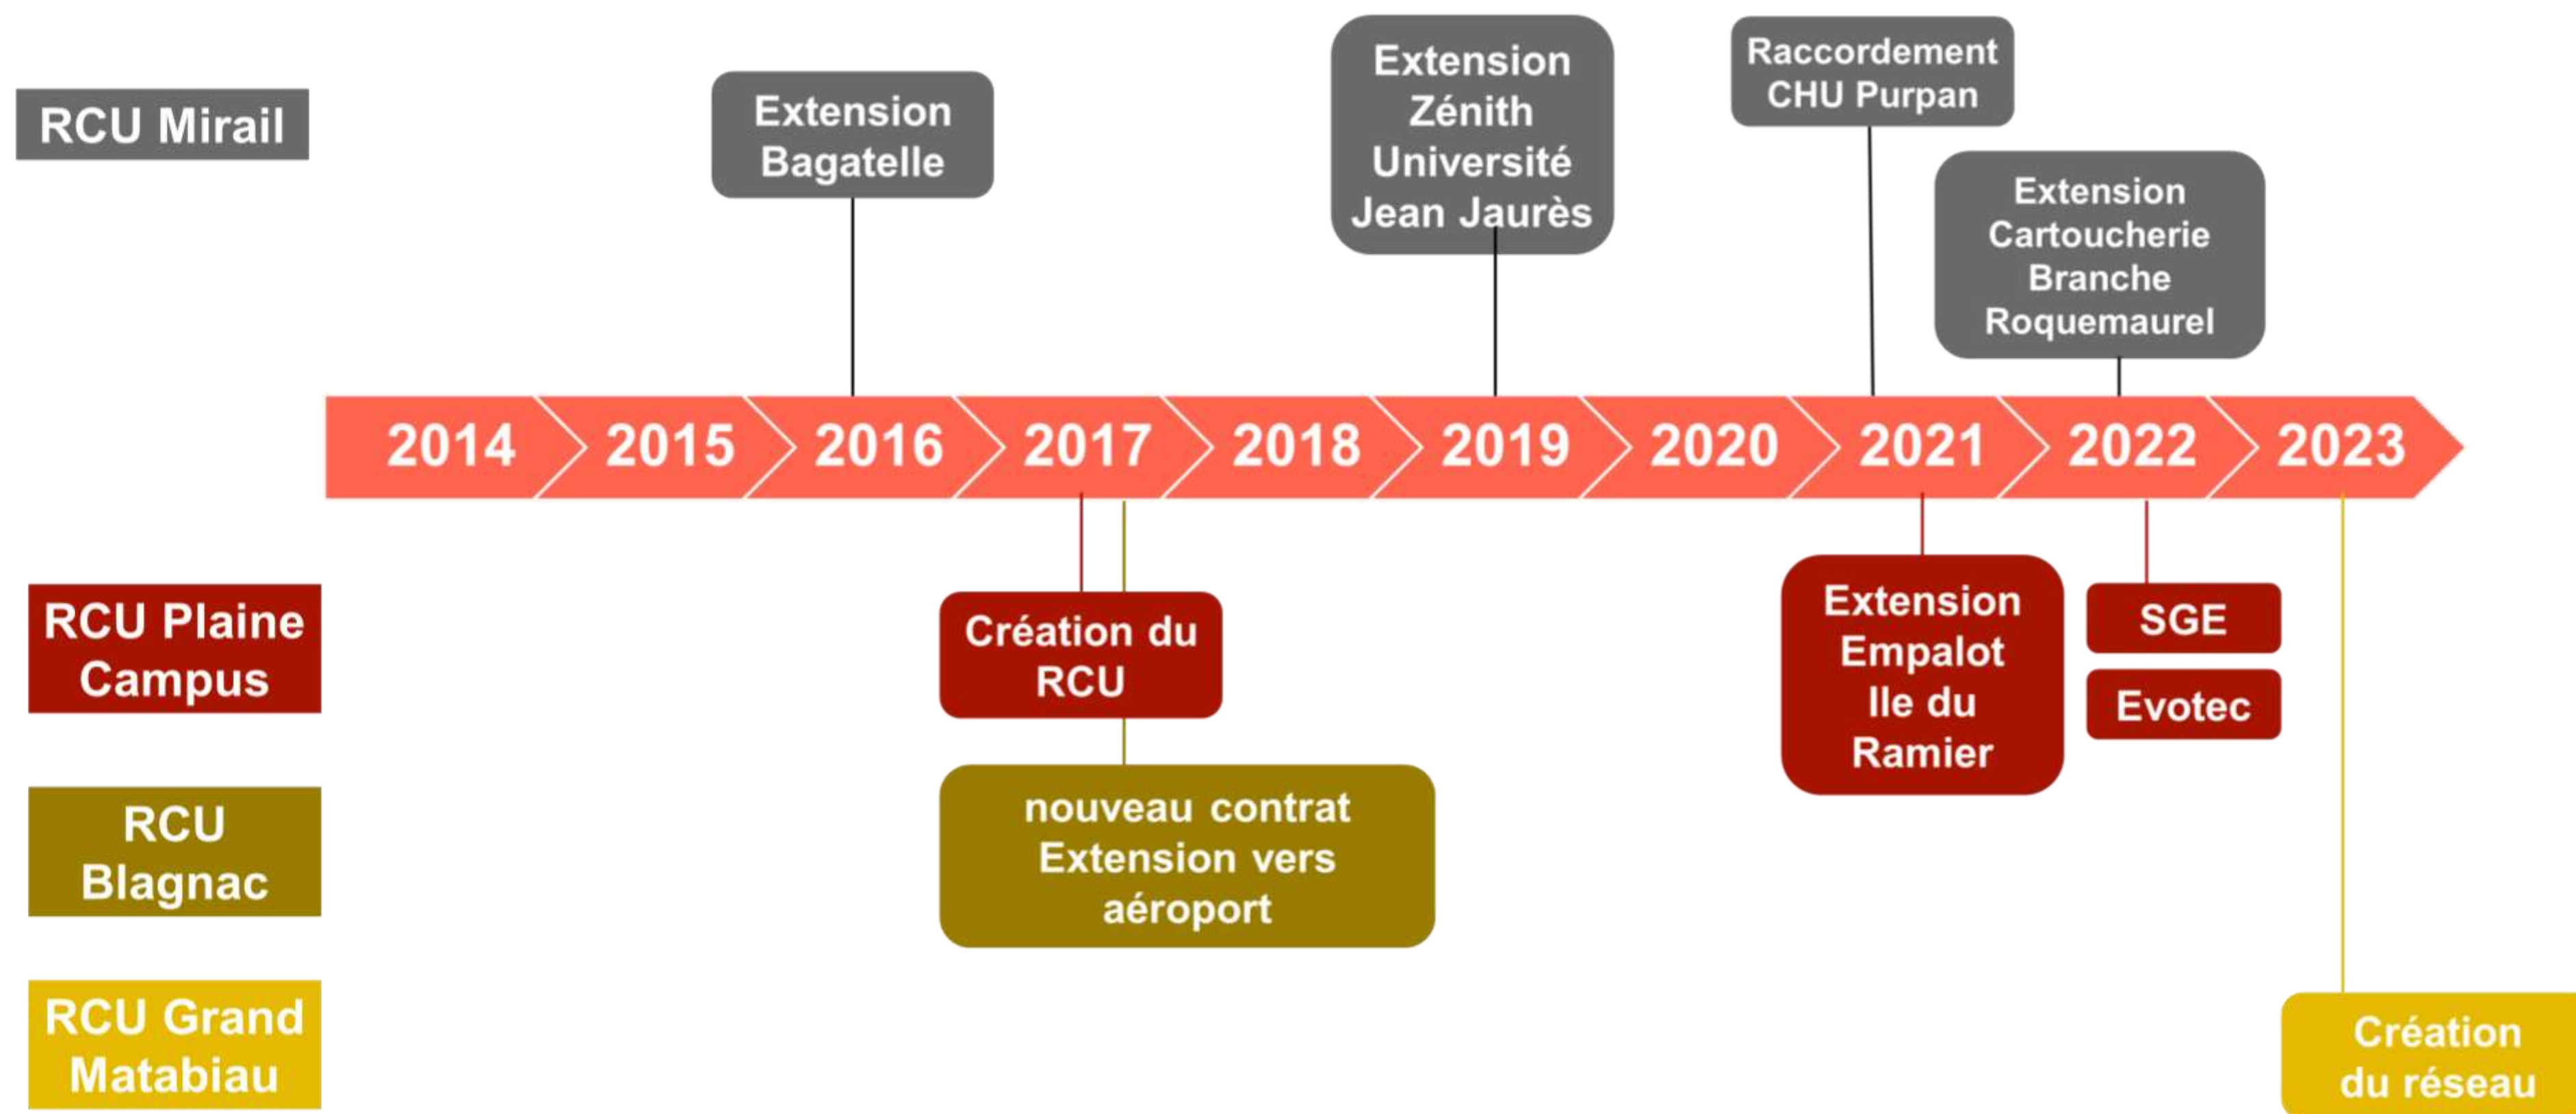 RCU Mirail
Extension
Bagatelle
Extension
Zénith
Université
Jean Jaurès
Raccordement
CHU Purpan
Extension
Cartoucherie
Branche
Roquemaurel
2014
2015
2016
2017
2018
2019
2020
2021
2022
2023
RCU Plaine
Campus
Création du
RCU
Extension
Empalot
Ile du
Ramier
SGE
Evotec
RCU
Blagnac
nouveau contrat
Extension vers
aéroport
RCU Grand
Matabiau
Création
du réseau